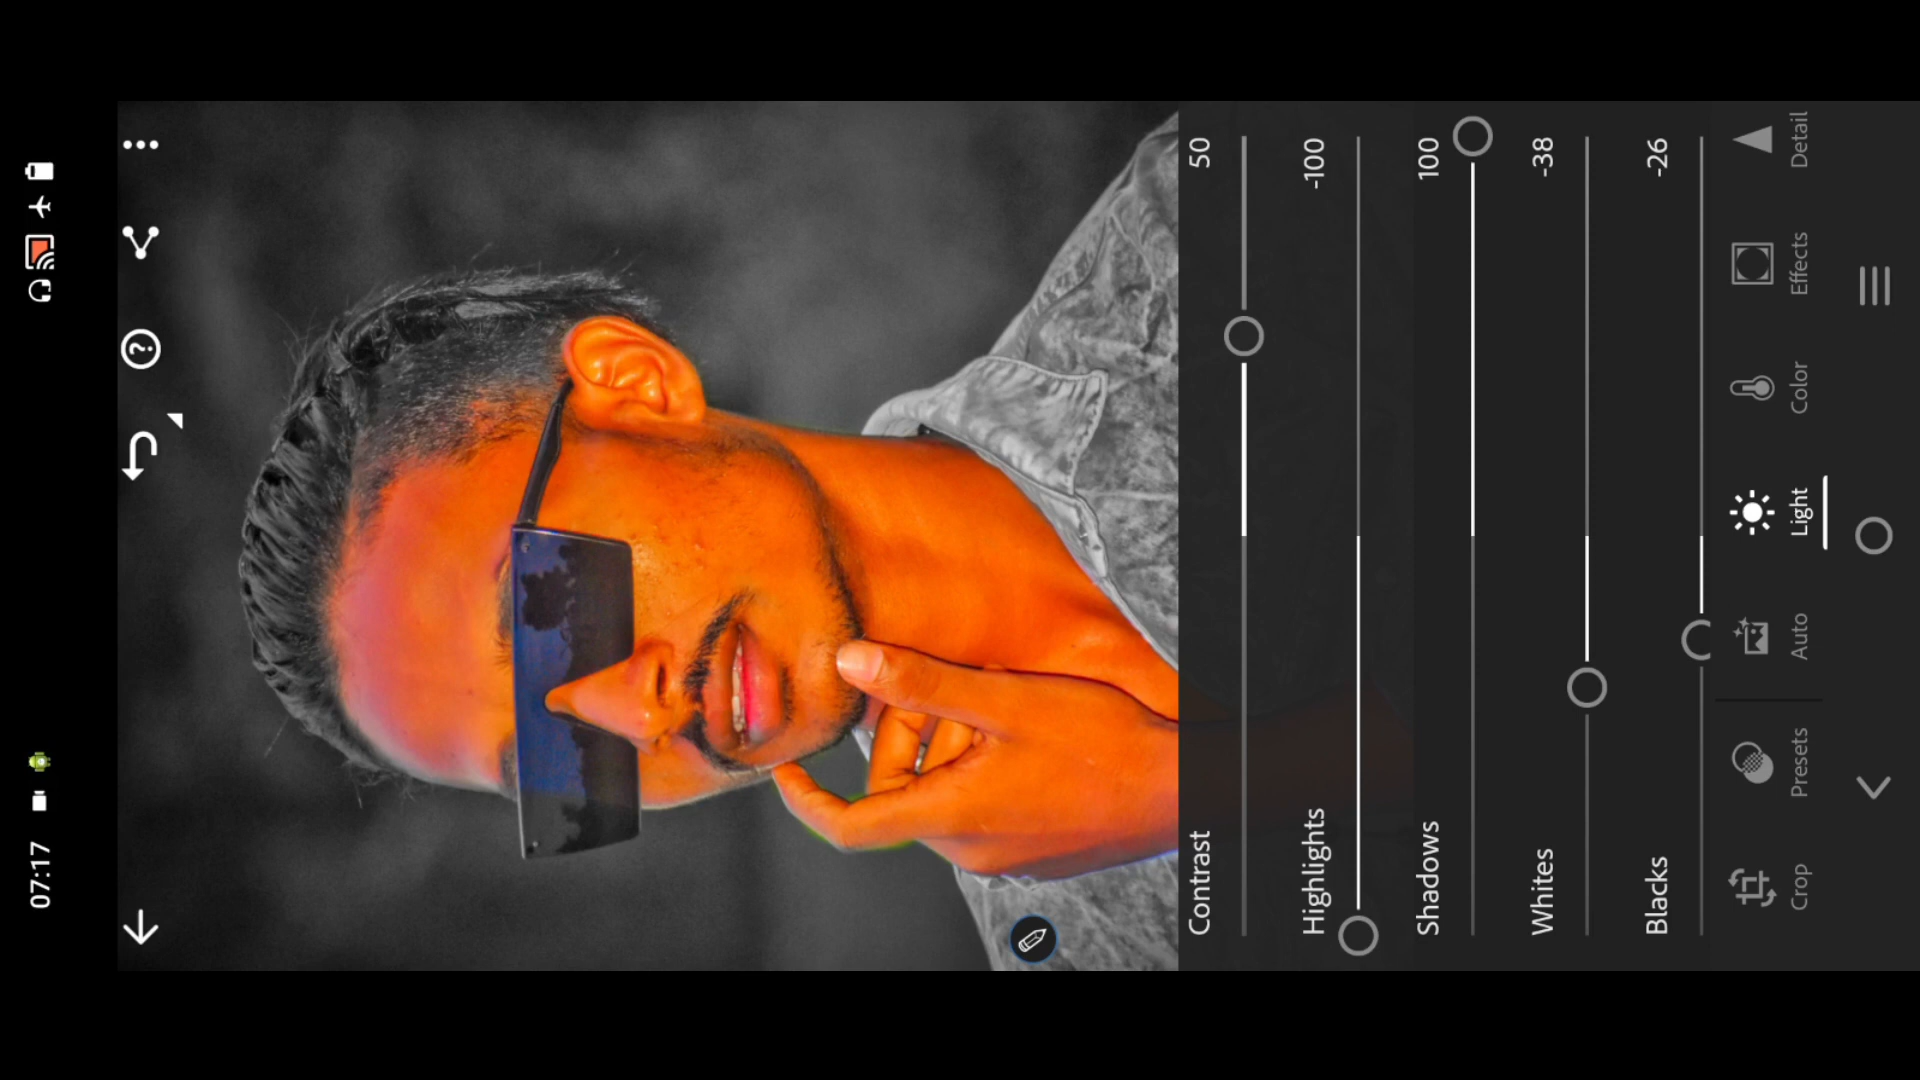 07:17
Contrast 50
Highlights -100
Shadows 100
Whites -38
Blacks -26
Crop Presets Auto Light Color Effects Detail